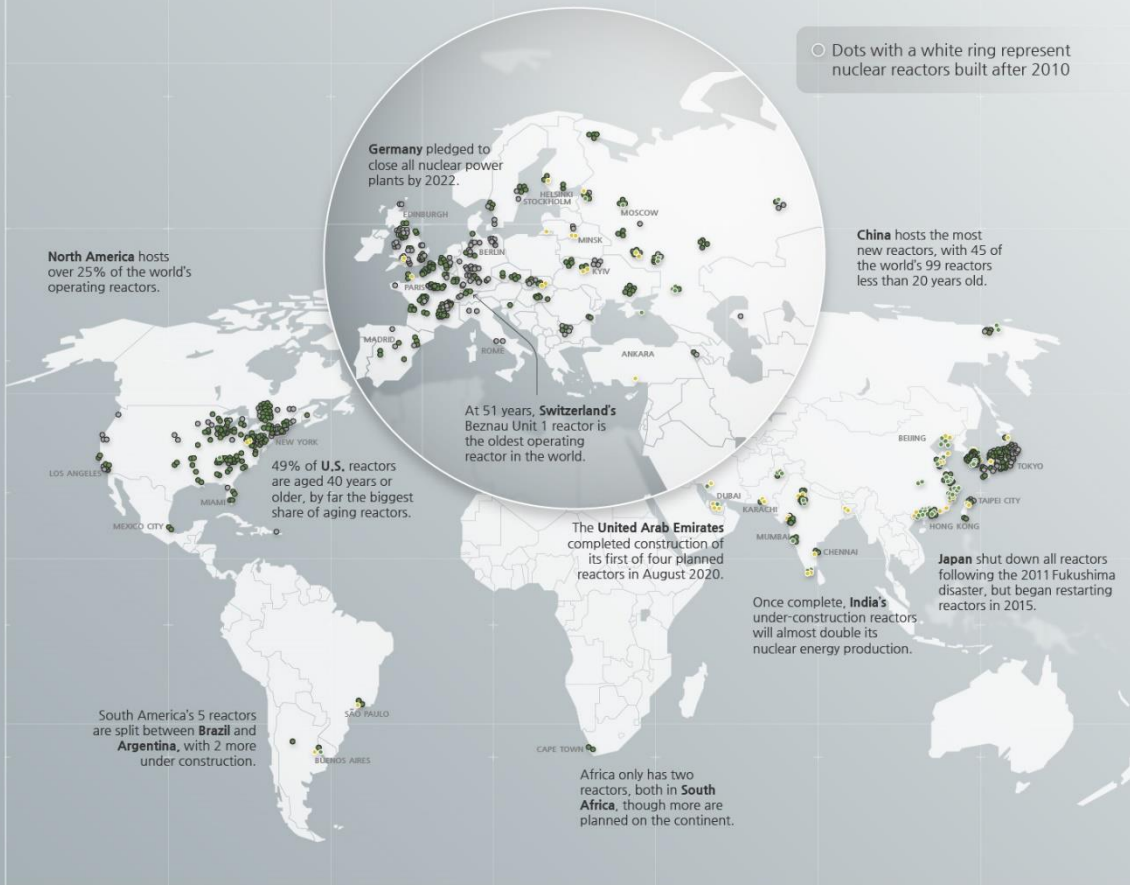 Dots with a white ring represent
nuclear reactors built after 2010
Germany pledged to
close all nuclear power
plants by 2022.
EDINBURGH
HELSINKI
STOCKHOLM
MOSCOW
MINSK
BERLIN
KYIV
PARIS
MADRID
ROME
ANKARA
North America hosts
over 25% of the world's
operating reactors.
China hosts the most
new reactors, with 45 of
the world's 99 reactors
less than 20 years old.
At 51 years, Switzerland's
Beznau Unit 1 reactor is
the oldest operating
reactor in the world.
NEW YORK
LOS ANGELES
MIAMI
MEXICO CITY
49% of U.S. reactors
are aged 40 years or
older, by far the biggest
share of aging reactors.
BEIJING
TOKYO
TAIPEI CITY
HONG KONG
DUBAI
KARACHI
MUMBAI
CHENNAI
The United Arab Emirates
completed construction of
its first of four planned
reactors in August 2020.
Japan shut down all reactors
following the 2011 Fukushima
disaster, but began restarting
reactors in 2015.
Once complete, India's
under-construction reactors
will almost double its
nuclear energy production.
South America's 5 reactors
are split between Brazil and
Argentina, with 2 more
under construction.
SÃO PAULO
BUENOS AIRES
CAPE TOWN
Africa only has two
reactors, both in South
Africa, though more are
planned on the continent.